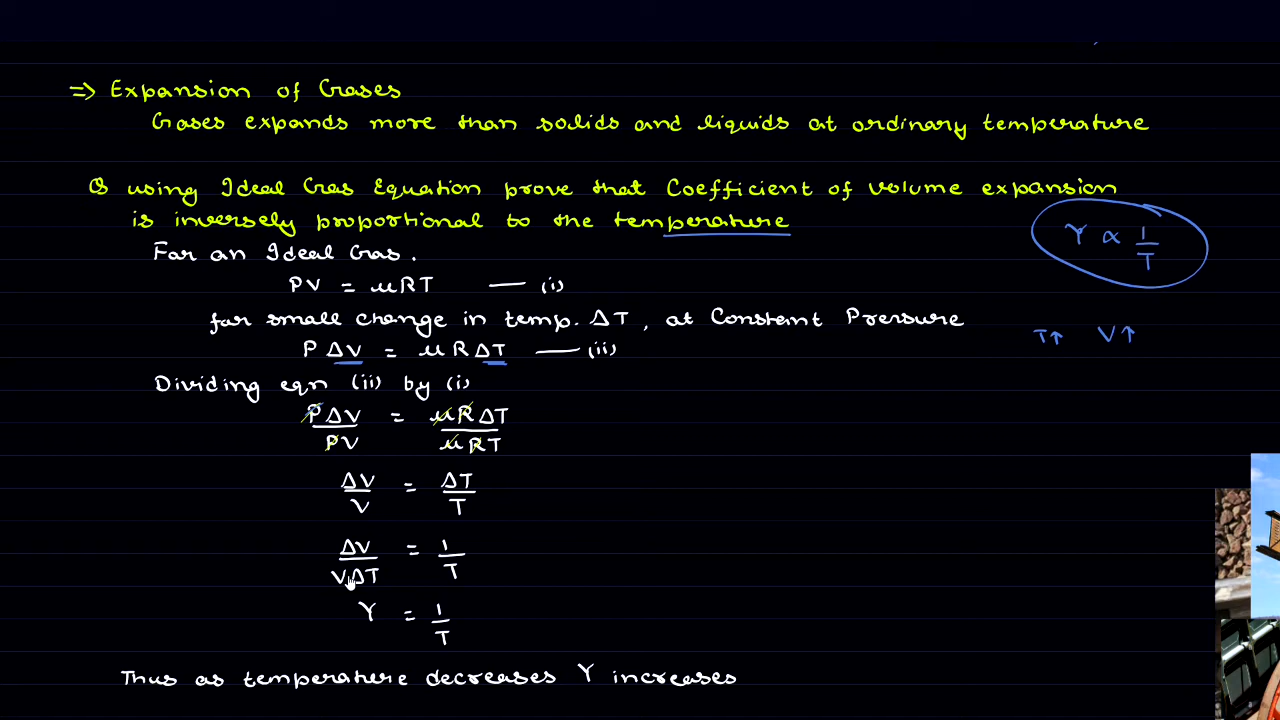 => Expansion of Gases
Gases expands more than solids and liquids at ordinary temperature
Q using Ideal Gas Equation prove that Coefficient of volume expansion
is inversely proportional to the temperature
γ ∝ 1/T
For an Ideal Gas.
PV = μRT — (i)
for small change in temp. ΔT, at Constant Pressure
T↑ V↑
PΔV = μRΔT — (ii)
Dividing eqn (ii) by (i)
PΔV/PV = μRΔT/μRT
ΔV/V = ΔT/T
ΔV/VΔT = 1/T
γ = 1/T
Thus as temperature decreases γ increases